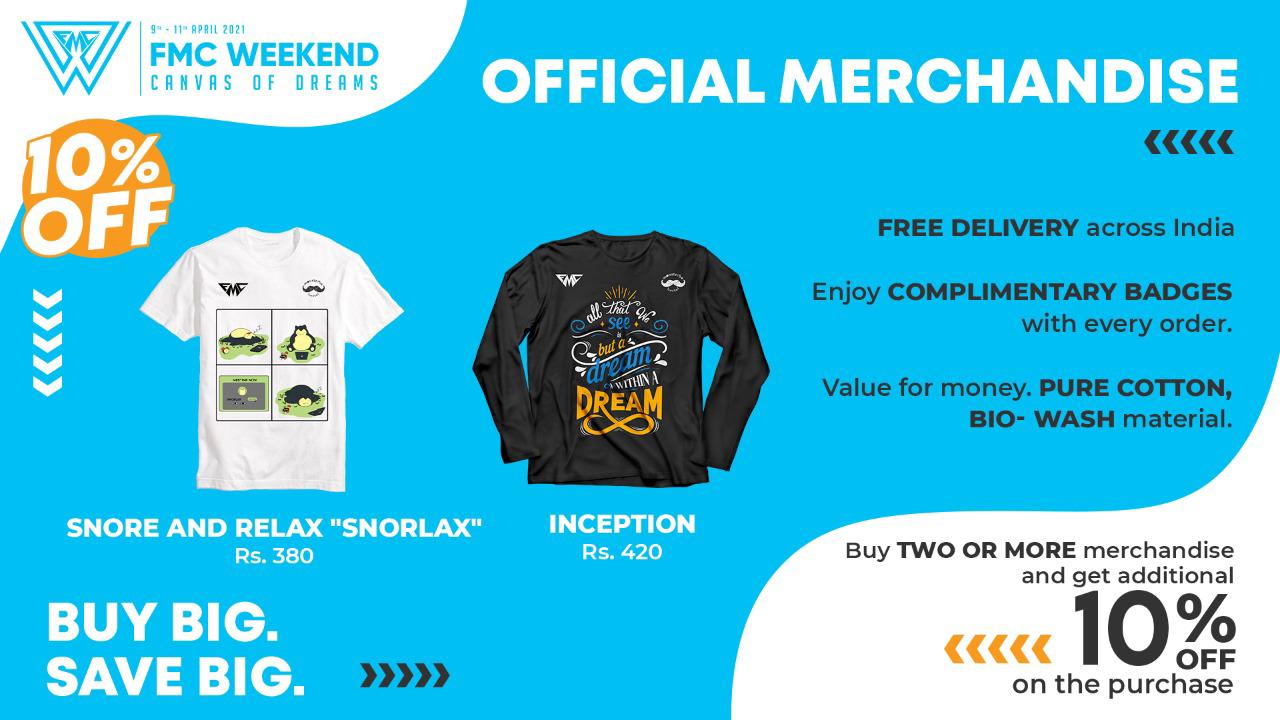 9TH - 11TH APRIL 2021
FMC WEEKEND
CANVAS OF DREAMS
FMC
OFFICIAL MERCHANDISE
10%
OFF
FREE DELIVERY across India
Enjoy COMPLIMENTARY BADGES
with every order.
Value for money. PURE COTTON,
BIO- WASH material.
FMC
FMC
all that We
see
is
but a
dream
WITHIN A
DREAM
SNORE AND RELAX "SNORLAX"
Rs. 380
INCEPTION
Rs. 420
BUY BIG.
SAVE BIG.
Buy TWO OR MORE merchandise
and get additional
10%
OFF
on the purchase